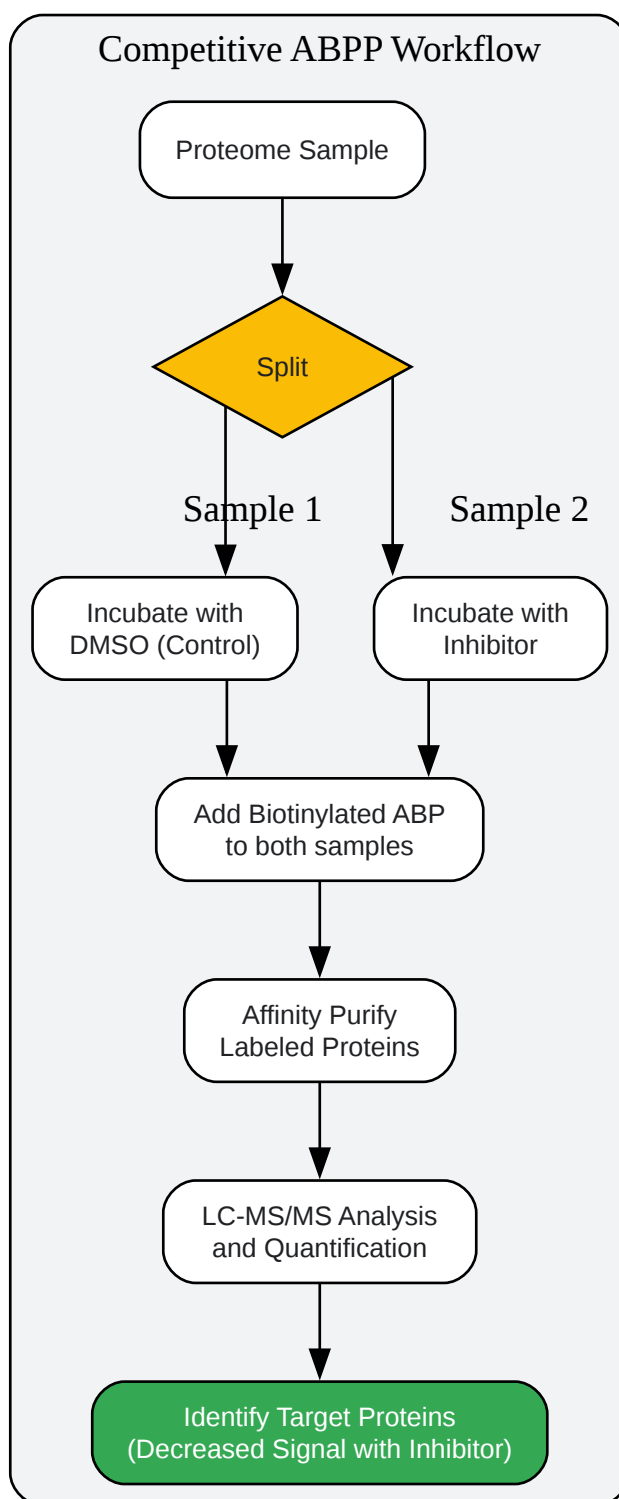 Competitive ABPP Workflow
Proteome Sample
Split
Sample 1
Sample 2
Incubate with
DMSO (Control)
Incubate with
Inhibitor
Add Biotinylated ABP
to both samples
Affinity Purify
Labeled Proteins
LC-MS/MS Analysis
and Quantification
Identify Target Proteins
(Decreased Signal with Inhibitor)